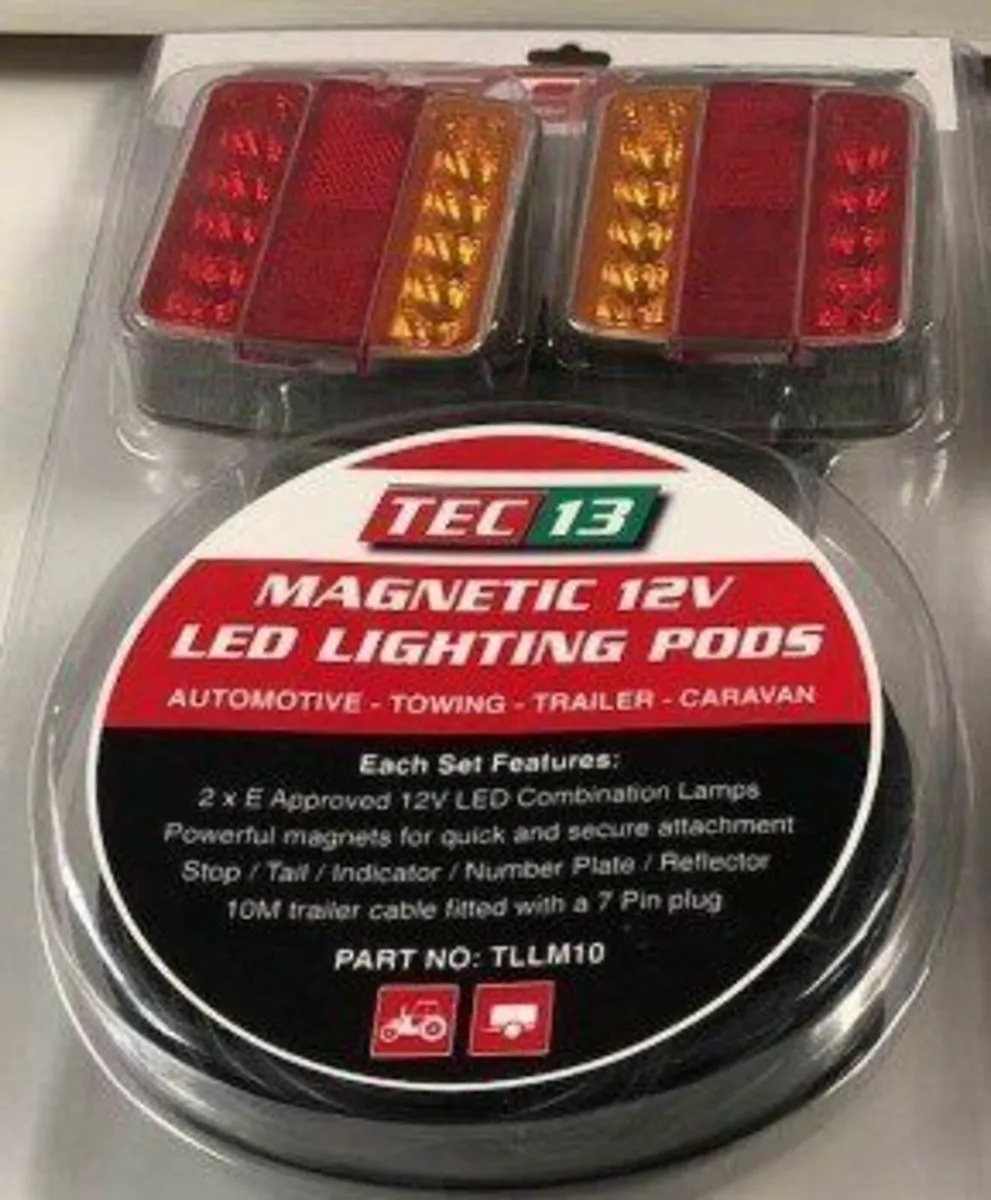 TEC 13
MAGNETIC 12V
LED LIGHTING PODS
AUTOMOTIVE - TOWING - TRAILER - CARAVAN
Each Set Features:
2 x E Approved 12V LED Combination Lamps
Powerful magnets for quick and secure attachment
Stop / Tail / Indicator / Number Plate / Reflector
10M trailer cable fitted with a 7 Pin plug
PART NO: TLLM10